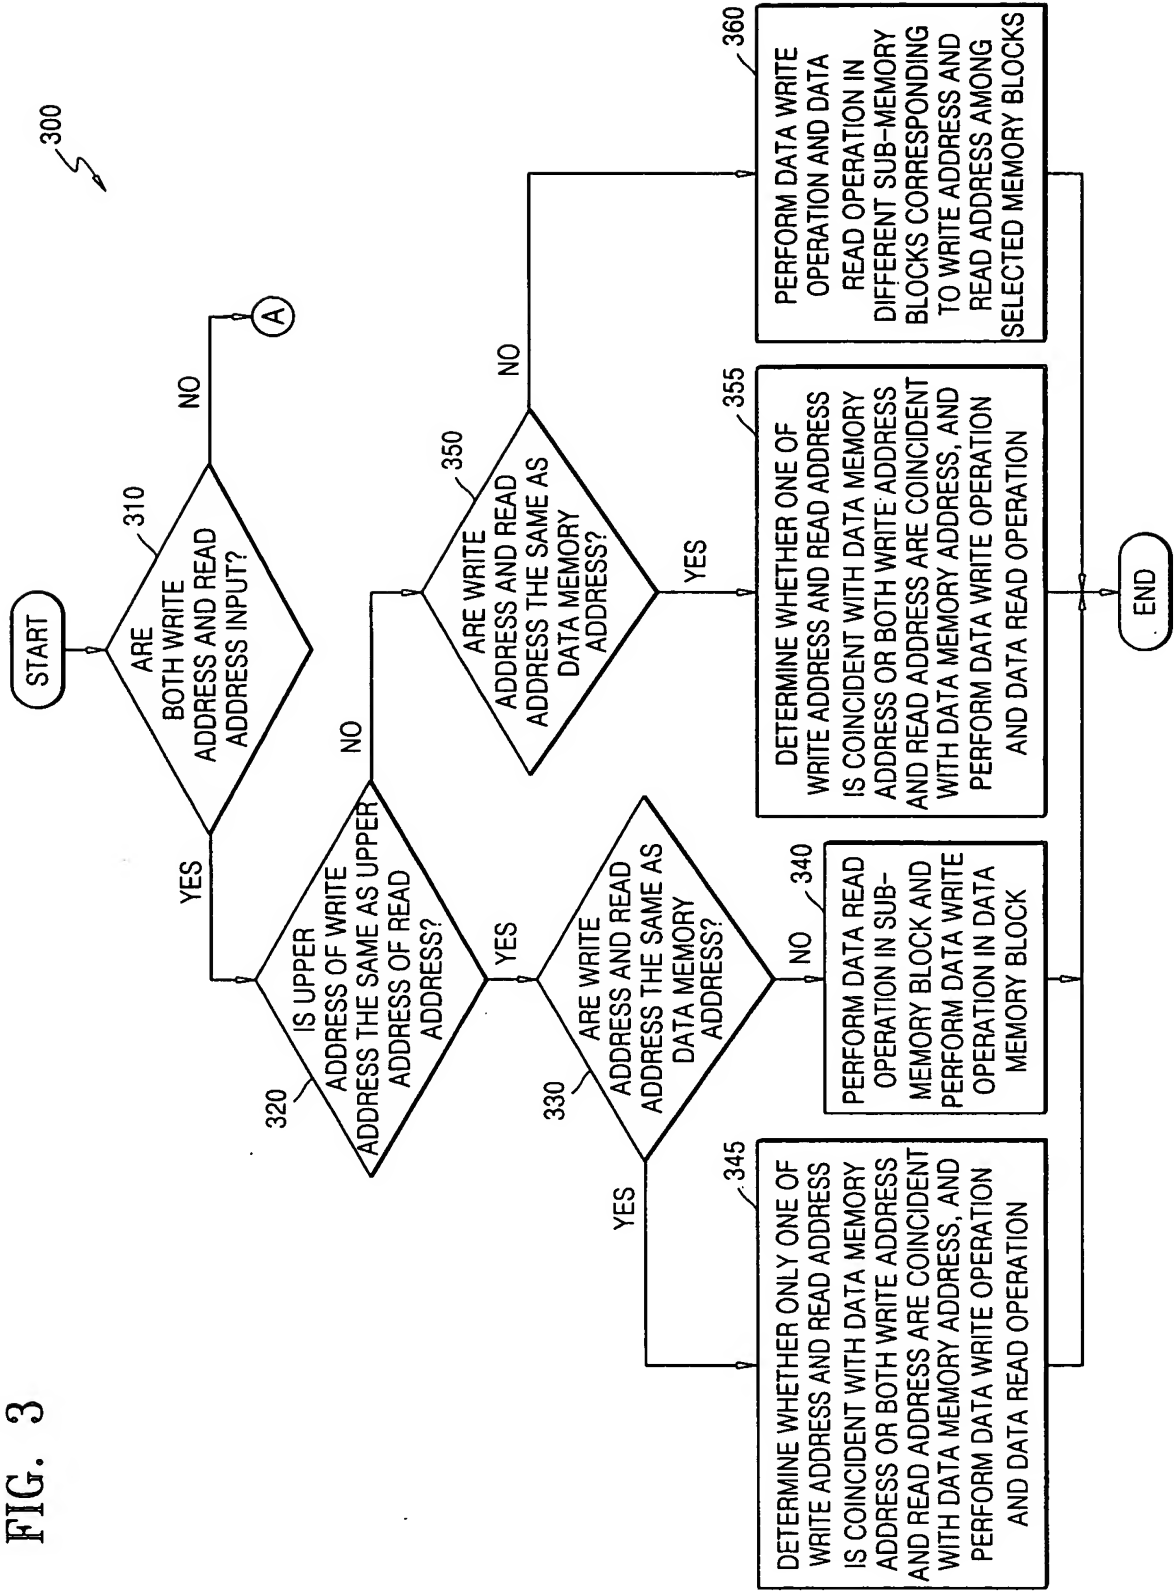 FIG. 3
300
START
310
ARE
BOTH WRITE
ADDRESS AND READ
ADDRESS INPUT?
YES
NO
A
320
IS UPPER
ADDRESS OF WRITE
ADDRESS THE SAME AS UPPER
ADDRESS OF READ
ADDRESS?
NO
YES
330
ARE WRITE
ADDRESS AND READ
ADDRESS THE SAME AS
DATA MEMORY
ADDRESS?
YES
NO
350
ARE WRITE
ADDRESS AND READ
ADDRESS THE SAME AS
DATA MEMORY
ADDRESS?
NO
YES
345
DETERMINE WHETHER ONLY ONE OF
WRITE ADDRESS AND READ ADDRESS
IS COINCIDENT WITH DATA MEMORY
ADDRESS OR BOTH WRITE ADDRESS
AND READ ADDRESS ARE COINCIDENT
WITH DATA MEMORY ADDRESS, AND
PERFORM DATA WRITE OPERATION
AND DATA READ OPERATION
340
PERFORM DATA READ
OPERATION IN SUB-
MEMORY BLOCK AND
PERFORM DATA WRITE
OPERATION IN DATA
MEMORY BLOCK
355
DETERMINE WHETHER ONE OF
WRITE ADDRESS AND READ ADDRESS
IS COINCIDENT WITH DATA MEMORY
ADDRESS OR BOTH WRITE ADDRESS
AND READ ADDRESS ARE COINCIDENT
WITH DATA MEMORY ADDRESS, AND
PERFORM DATA WRITE OPERATION
AND DATA READ OPERATION
360
PERFORM DATA WRITE
OPERATION AND DATA
READ OPERATION IN
DIFFERENT SUB-MEMORY
BLOCKS CORRESPONDING
TO WRITE ADDRESS AND
READ ADDRESS AMONG
SELECTED MEMORY BLOCKS
END